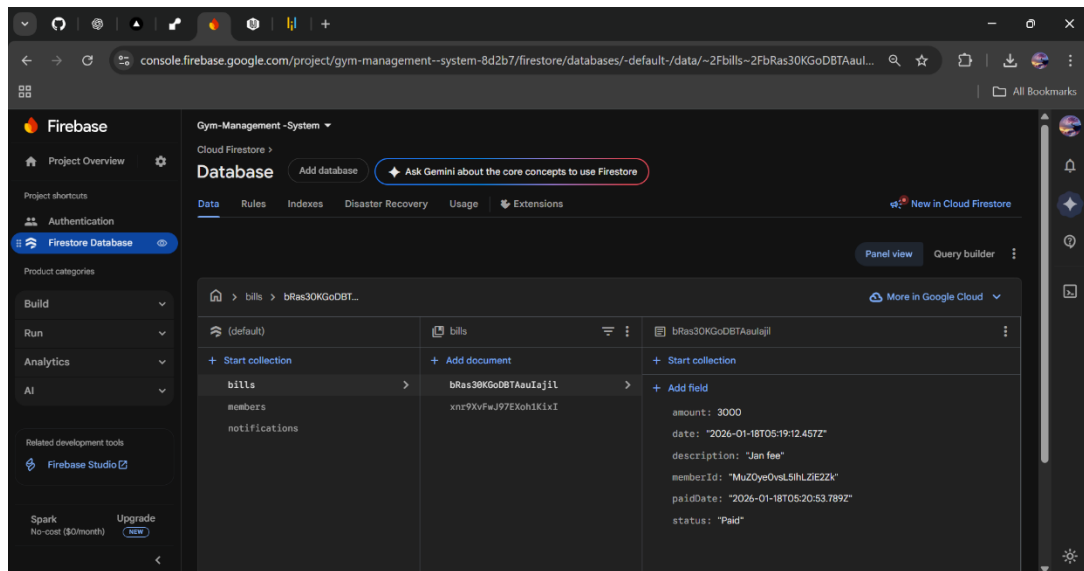 console.firebase.google.com/project/gym-management--system-8d2b7/firestore/databases/-default-/data/~2Fbills~2FbRas30KGoDBTAauI...
All Bookmarks
Firebase
Project Overview
Project shortcuts
Authentication
Firestore Database
Product categories
Build
Run
Analytics
AI
Related development tools
Firebase Studio
Spark
No-cost ($0/month)
Upgrade
NEW
Gym-Management -System
Cloud Firestore >
Database
Add database
Ask Gemini about the core concepts to use Firestore
Data Rules Indexes Disaster Recovery Usage Extensions
New in Cloud Firestore
Panel view Query builder
> bills > bRas30KGoDBT...
More in Google Cloud
(default)
+ Start collection
bills
members
notifications
bills
+ Add document
bRas30KGoDBTAauIajil
xnr9XvFwJ97EXoh1KixI
bRas30KGoDBTAauIajil
+ Start collection
+ Add field
amount: 3000
date: "2026-01-18T05:19:12.457Z"
description: "Jan fee"
memberId: "MuZOyeOvsL5IhLZiE2Zk"
paidDate: "2026-01-18T05:20:53.789Z"
status: "Paid"